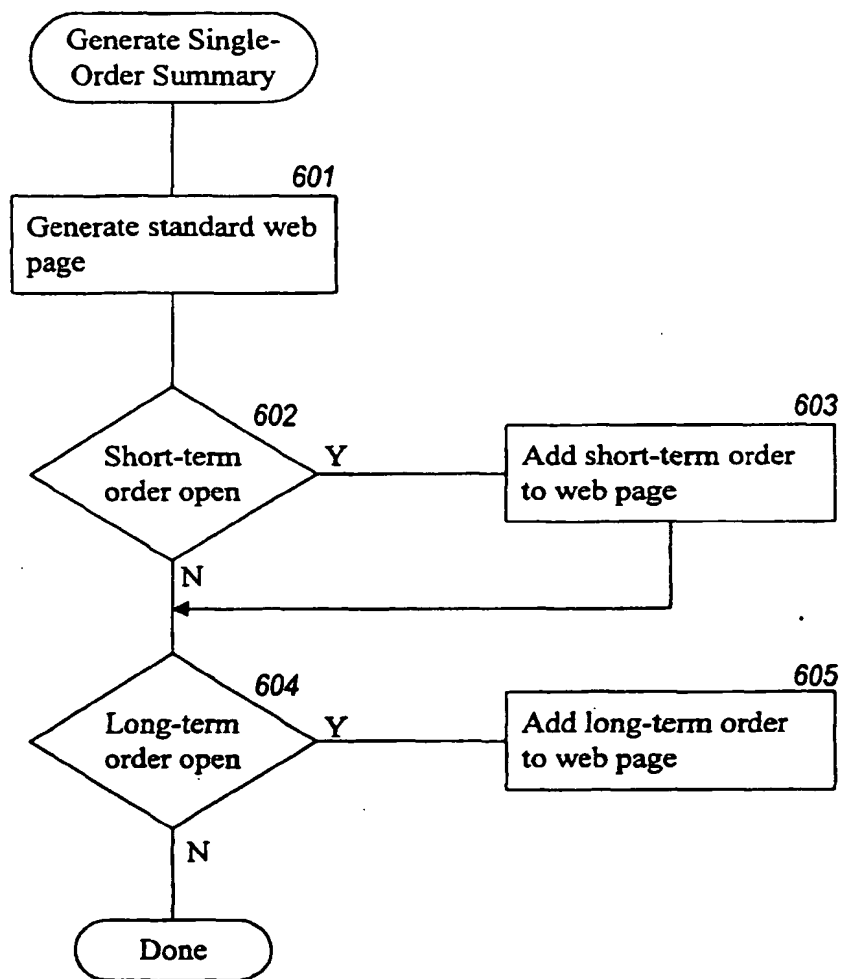 Generate Single-
Order Summary
601
Generate standard web
page
602
Short-term
order open
Y
N
603
Add short-term order
to web page
604
Long-term
order open
Y
N
605
Add long-term order
to web page
Done